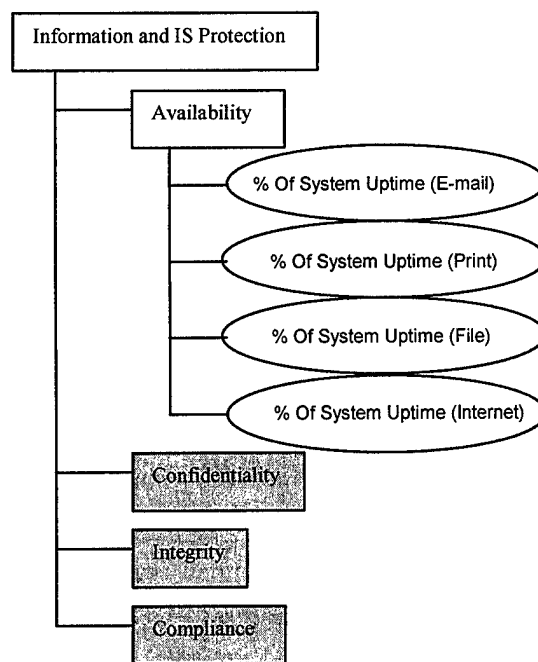 Information and IS Protection
Availability
% Of System Uptime (E-mail)
% Of System Uptime (Print)
% Of System Uptime (File)
% Of System Uptime (Internet)
Confidentiality
Integrity
Compliance